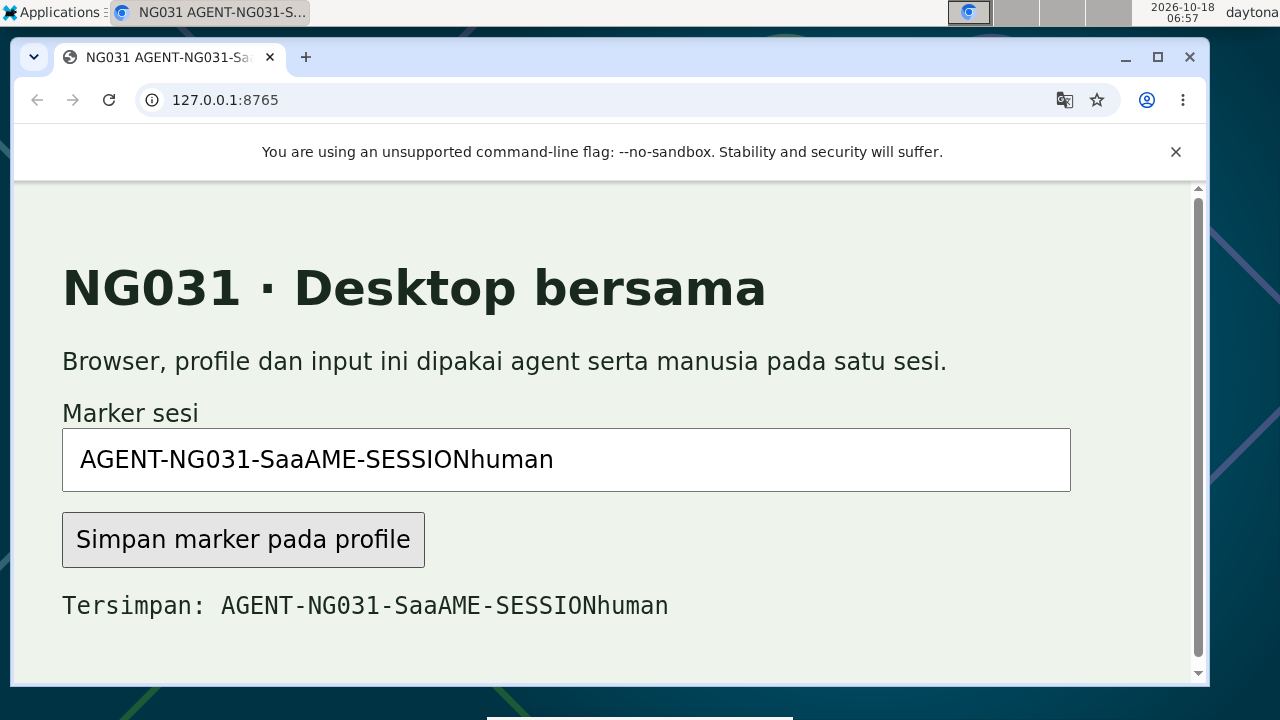 Applications
NG031 AGENT-NG031-S...
2026-10-18
06:57
daytona
NG031 AGENT-NG031-Sa
127.0.0.1:8765
You are using an unsupported command-line flag: --no-sandbox. Stability and security will suffer.
NG031 · Desktop bersama
Browser, profile dan input ini dipakai agent serta manusia pada satu sesi.
Marker sesi
AGENT-NG031-SaaAME-SESSIONhuman
Simpan marker pada profile
Tersimpan: AGENT-NG031-SaaAME-SESSIONhuman